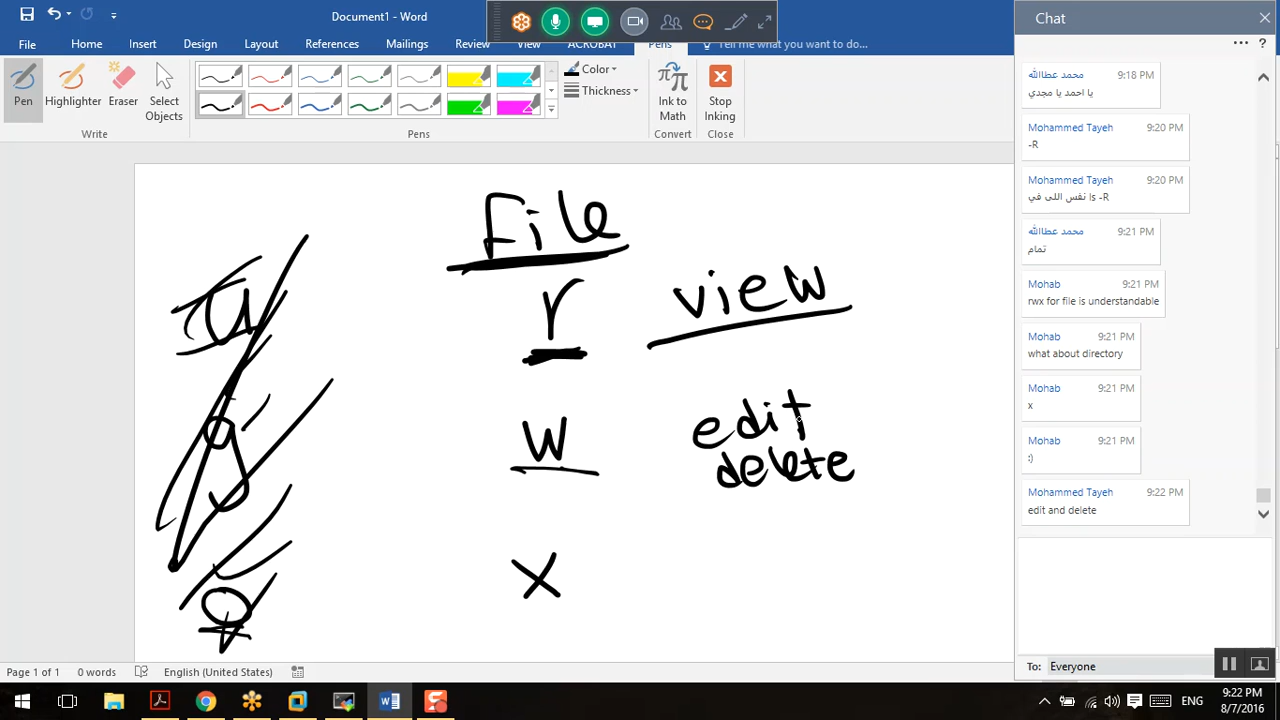 Document1 - Word
File
Home
Insert
Design
Layout
References
Mailings
Review
View
ACROBAT
Pens
Tell me what you want to do...
Pen
Highlighter
Eraser
Select
Objects
Color
Thickness
Ink to
Math
Stop
Inking
Write
Pens
Convert
Close
File
r view
w edit
delete
x
Chat
محمد عطاالله 9:18 PM
يا احمد يا مجدي
Mohammed Tayeh 9:20 PM
-R
Mohammed Tayeh 9:20 PM
نفس اللى في ls -R
محمد عطاالله 9:21 PM
تمام
Mohab 9:21 PM
rwx for file is understandable
Mohab 9:21 PM
what about directory
Mohab 9:21 PM
x
Mohab 9:21 PM
:)
Mohammed Tayeh 9:22 PM
edit and delete
To: Everyone
Page 1 of 1 0 words English (United States)
ENG 9:22 PM
8/7/2016